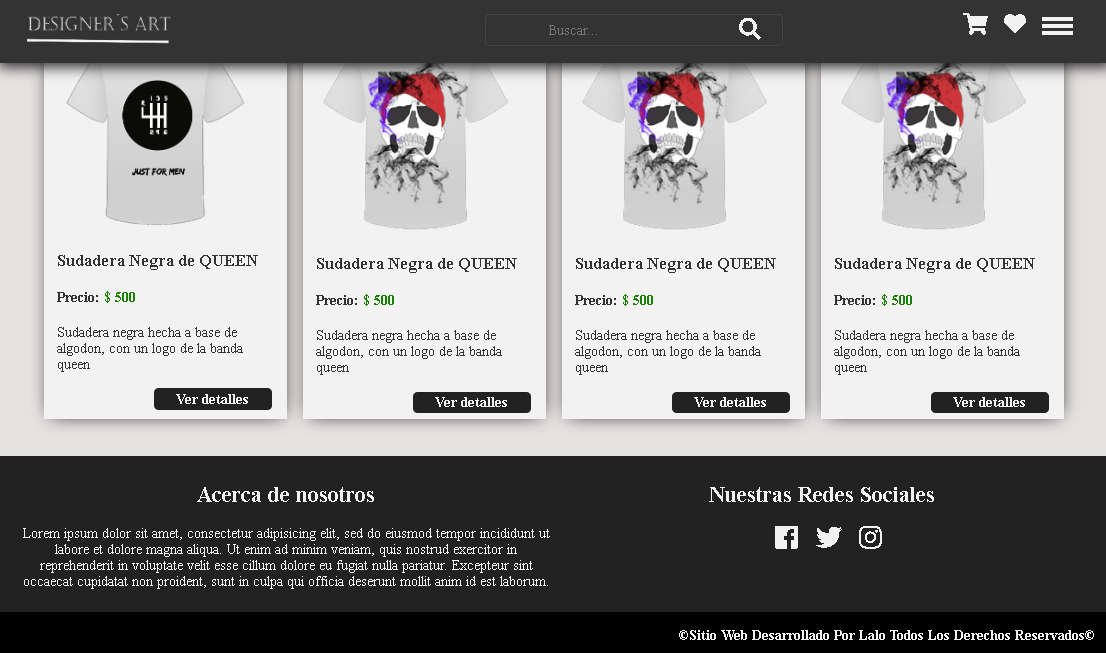 DESIGNER´S ART
Buscar...
1 3 5
2 4 6
JUST FOR MEN
Sudadera Negra de QUEEN
Precio: $ 500
Sudadera negra hecha a base de
algodon, con un logo de la banda
queen
Ver detalles
Sudadera Negra de QUEEN
Precio: $ 500
Sudadera negra hecha a base de
algodon, con un logo de la banda
queen
Ver detalles
Sudadera Negra de QUEEN
Precio: $ 500
Sudadera negra hecha a base de
algodon, con un logo de la banda
queen
Ver detalles
Sudadera Negra de QUEEN
Precio: $ 500
Sudadera negra hecha a base de
algodon, con un logo de la banda
queen
Ver detalles
Acerca de nosotros
Lorem ipsum dolor sit amet, consectetur adipisicing elit, sed do eiusmod tempor incididunt ut
labore et dolore magna aliqua. Ut enim ad minim veniam, quis nostrud exercitor in
reprehenderit in voluptate velit esse cillum dolore eu fugiat nulla pariatur. Excepteur sint
occaecat cupidatat non proident, sunt in culpa qui officia deserunt mollit anim id est laborum.
Nuestras Redes Sociales
©Sitio Web Desarrollado Por Lalo Todos Los Derechos Reservados©